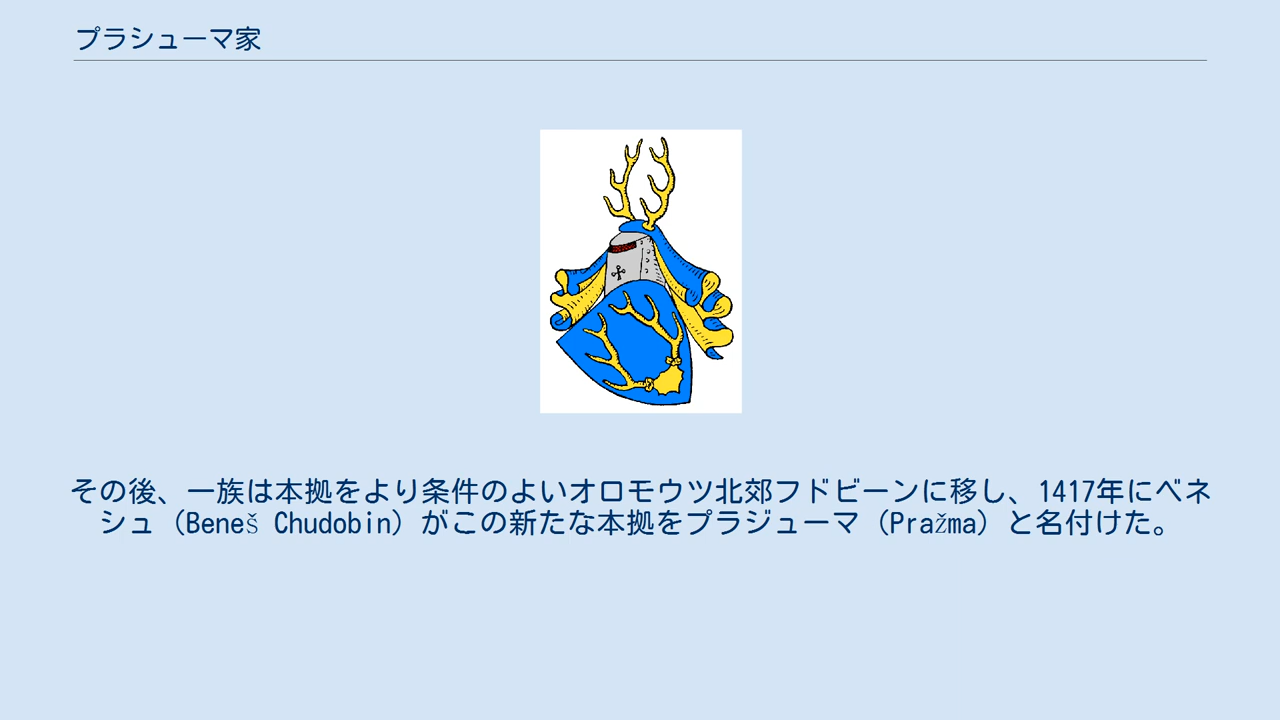 プラシューマ家
その後、一族は本拠をより条件のよいオロモウツ北郊フドビーンに移し、1417年にベネ
シュ（Beneš Chudobin）がこの新たな本拠をプラジューマ（Pražma）と名付けた。